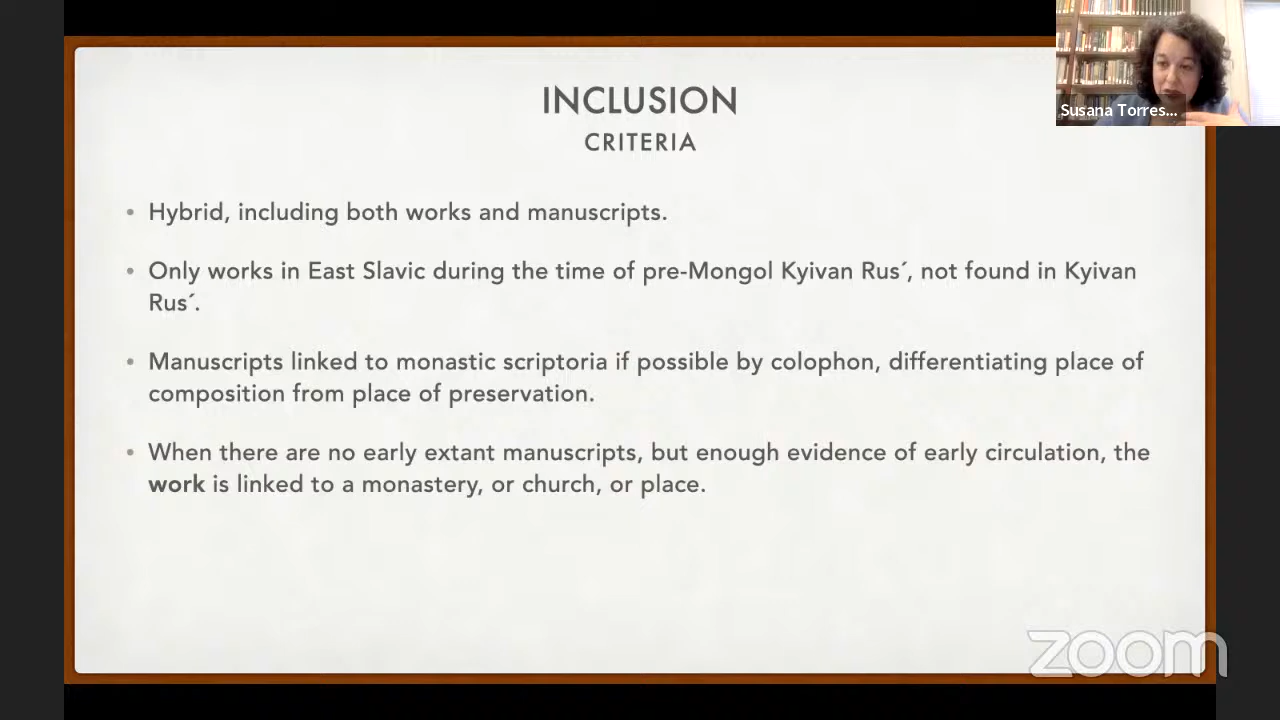 INCLUSION
CRITERIA
Susana Torres...
• Hybrid, including both works and manuscripts.
• Only works in East Slavic during the time of pre-Mongol Kyivan Rus´, not found in Kyivan
Rus´.
• Manuscripts linked to monastic scriptoria if possible by colophon, differentiating place of
composition from place of preservation.
• When there are no early extant manuscripts, but enough evidence of early circulation, the
work is linked to a monastery, or church, or place.
zoom